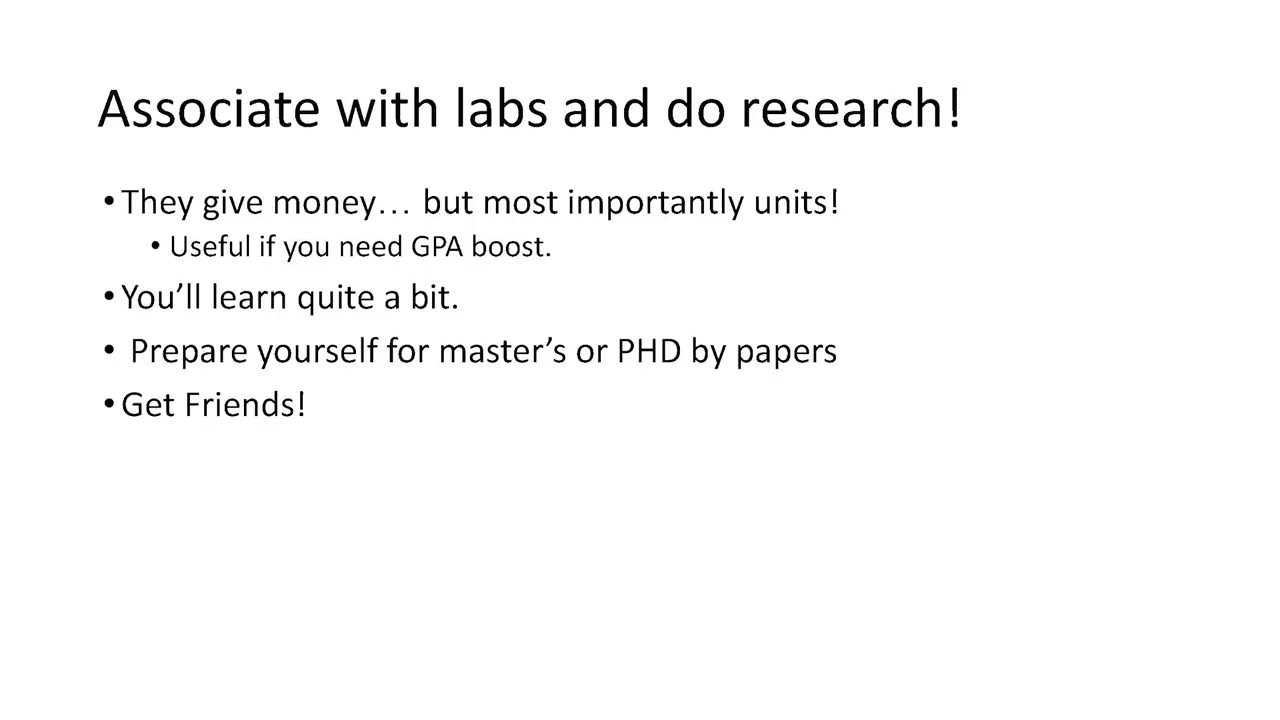 Associate with labs and do research!
• They give money… but most importantly units!
• Useful if you need GPA boost.
• You’ll learn quite a bit.
• Prepare yourself for master’s or PHD by papers
• Get Friends!